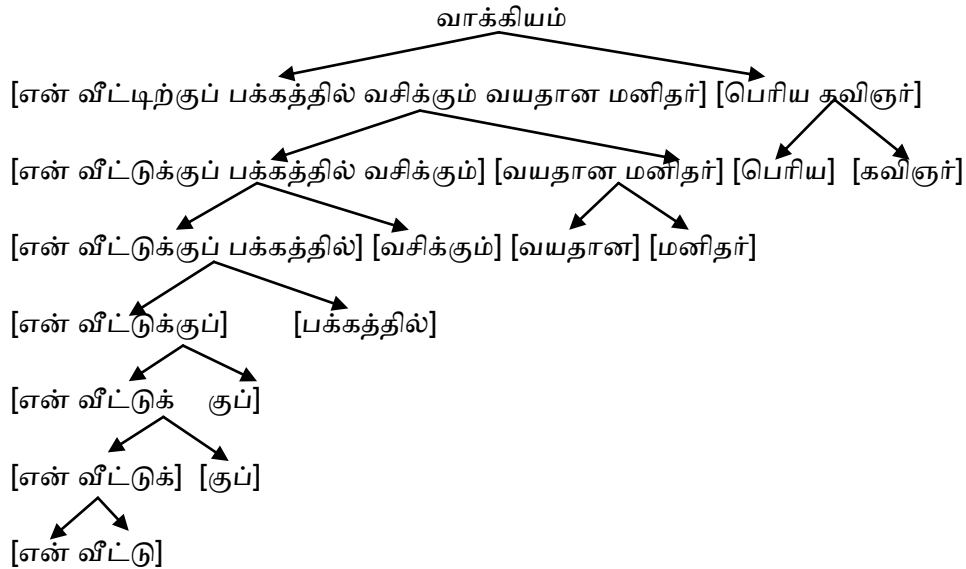 வாக்கியம்
[என் வீட்டிற்குப் பக்கத்தில் வசிக்கும் வயதான மனிதர்] [பெரிய கவிஞர்]
[என் வீட்டுக்குப் பக்கத்தில் வசிக்கும்] [வயதான மனிதர்] [பெரிய] [கவிஞர்]
[என் வீட்டுக்குப் பக்கத்தில்] [வசிக்கும்] [வயதான] [மனிதர்]
[என் வீட்டுக்குப்] [பக்கத்தில்]
[என் வீட்டுக் குப்]
[என் வீட்டுக்] [குப்]
[என் வீட்டு]